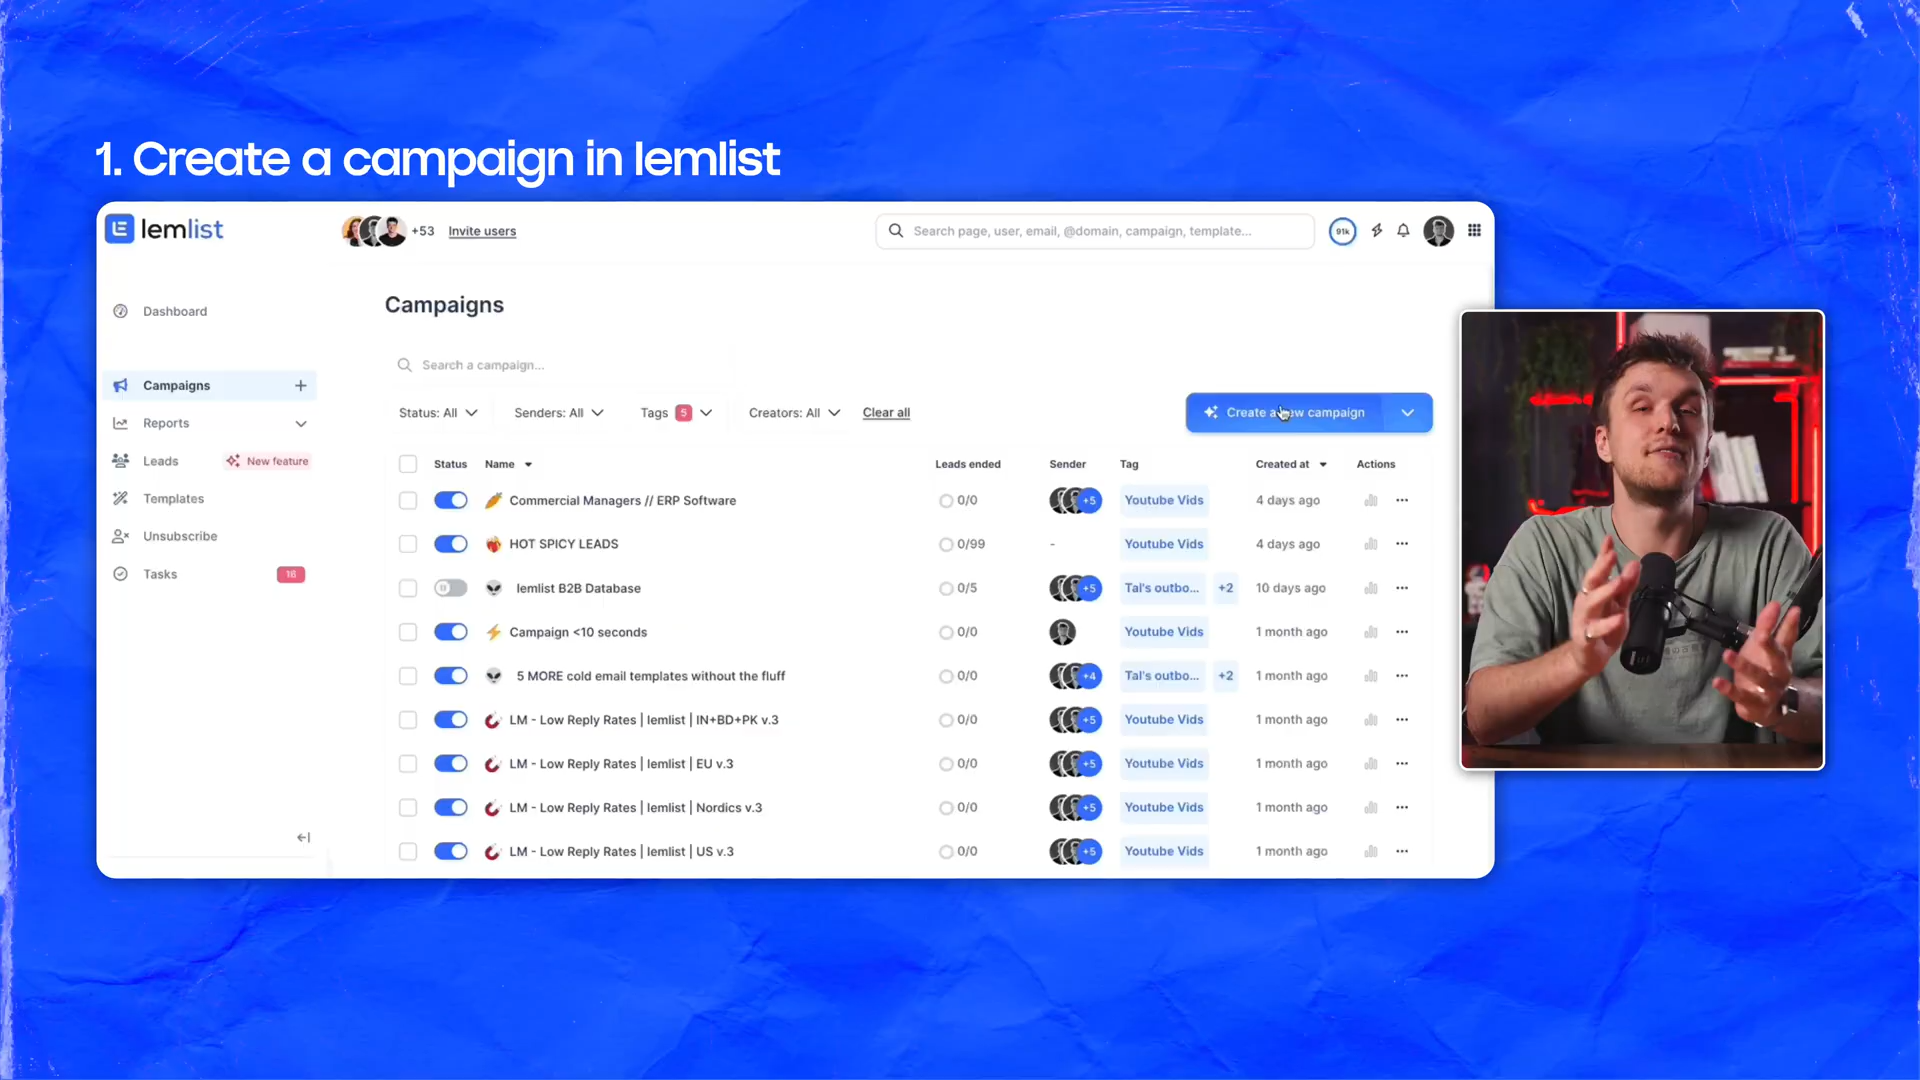 1. Create a campaign in lemlist
lemlist
+53 Invite users
Search page, user, email, @domain, campaign, template...
91k
Dashboard
Campaigns
Reports
Leads New feature
Templates
Unsubscribe
Tasks 16
Campaigns
Search a campaign...
Status: All Senders: All Tags 5 Creators: All Clear all
Create a new campaign
Status Name Leads ended Sender Tag Created at Actions
Commercial Managers // ERP Software 0/0 +5 Youtube Vids 4 days ago
HOT SPICY LEADS 0/99 - Youtube Vids 4 days ago
lemlist B2B Database 0/5 +5 Tal's outbo... +2 10 days ago
Campaign <10 seconds 0/0 Youtube Vids 1 month ago
5 MORE cold email templates without the fluff 0/0 +4 Tal's outbo... +2 1 month ago
LM - Low Reply Rates | lemlist | IN+BD+PK v.3 0/0 +5 Youtube Vids 1 month ago
LM - Low Reply Rates | lemlist | EU v.3 0/0 +5 Youtube Vids 1 month ago
LM - Low Reply Rates | lemlist | Nordics v.3 0/0 +5 Youtube Vids 1 month ago
LM - Low Reply Rates | lemlist | US v.3 0/0 +5 Youtube Vids 1 month ago